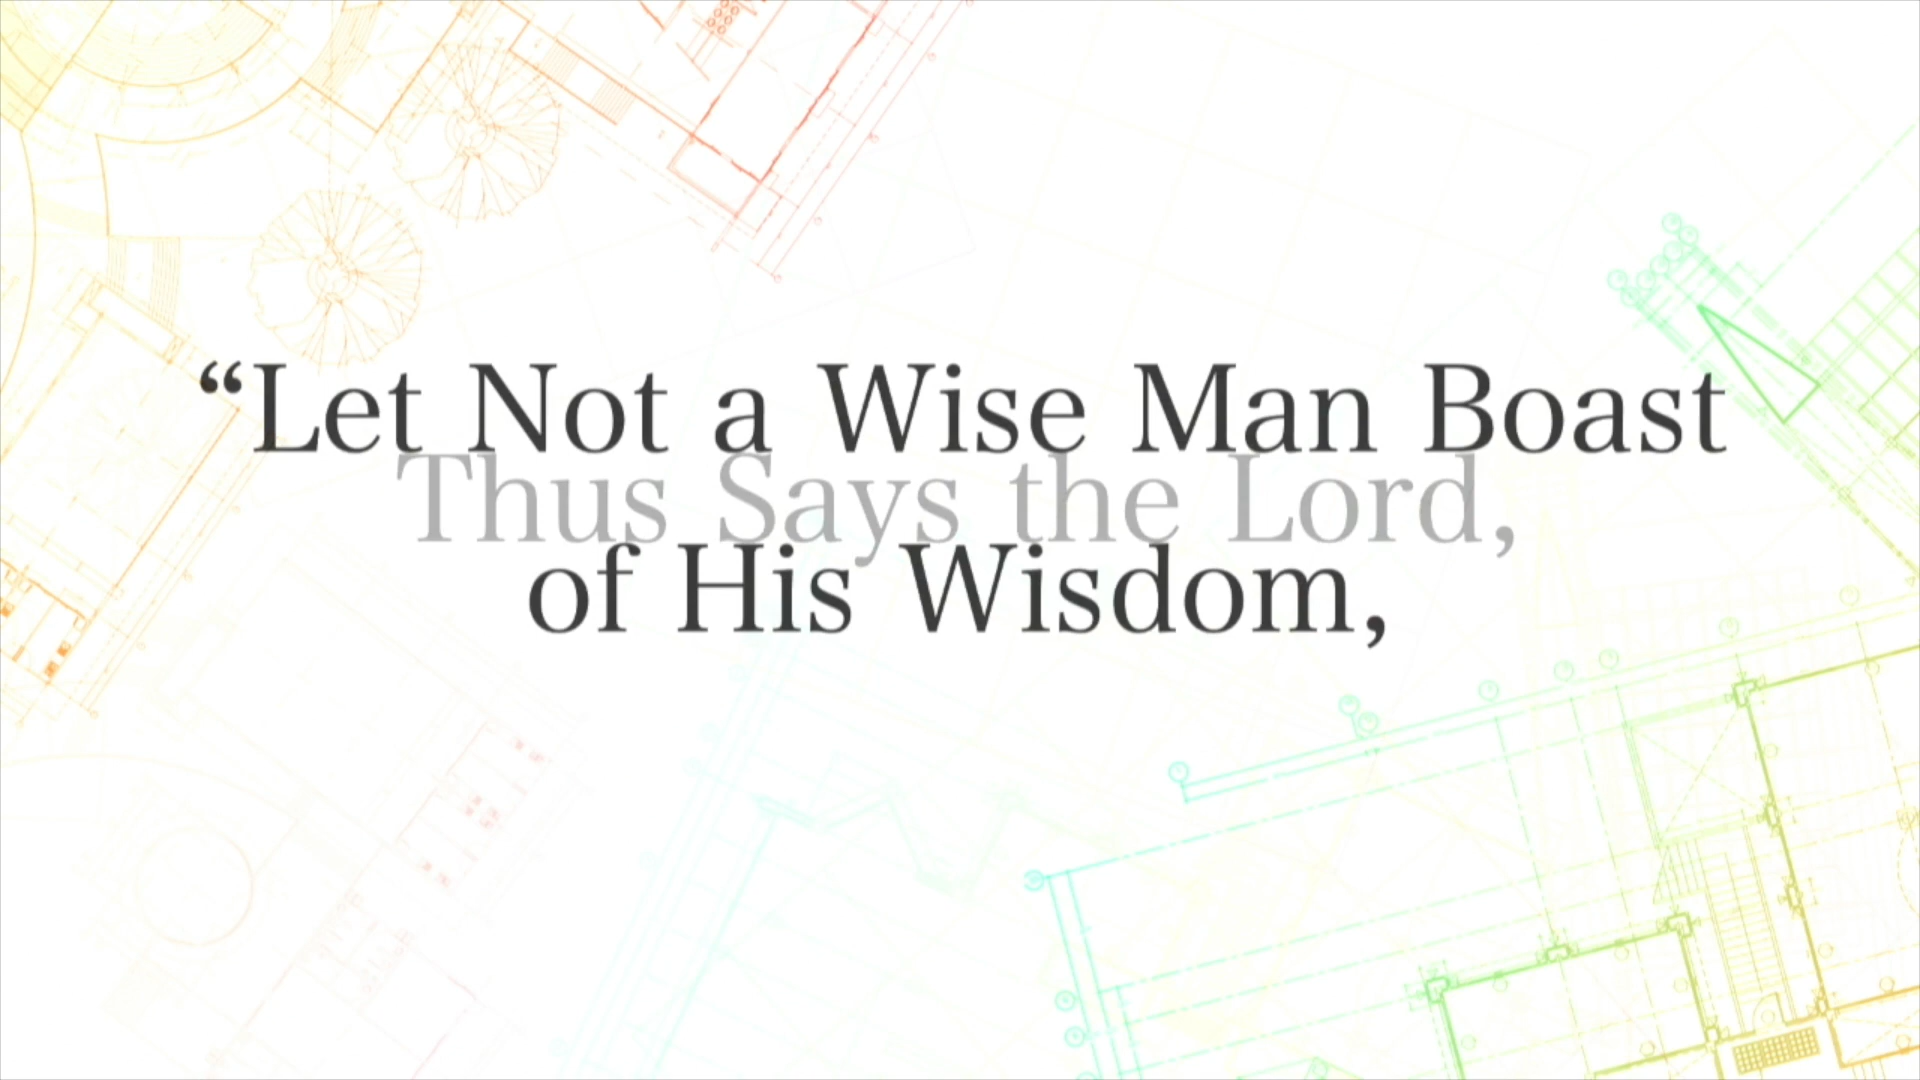 “Let Not a Wise Man Boast
Thus Says the Lord,
of His Wisdom,